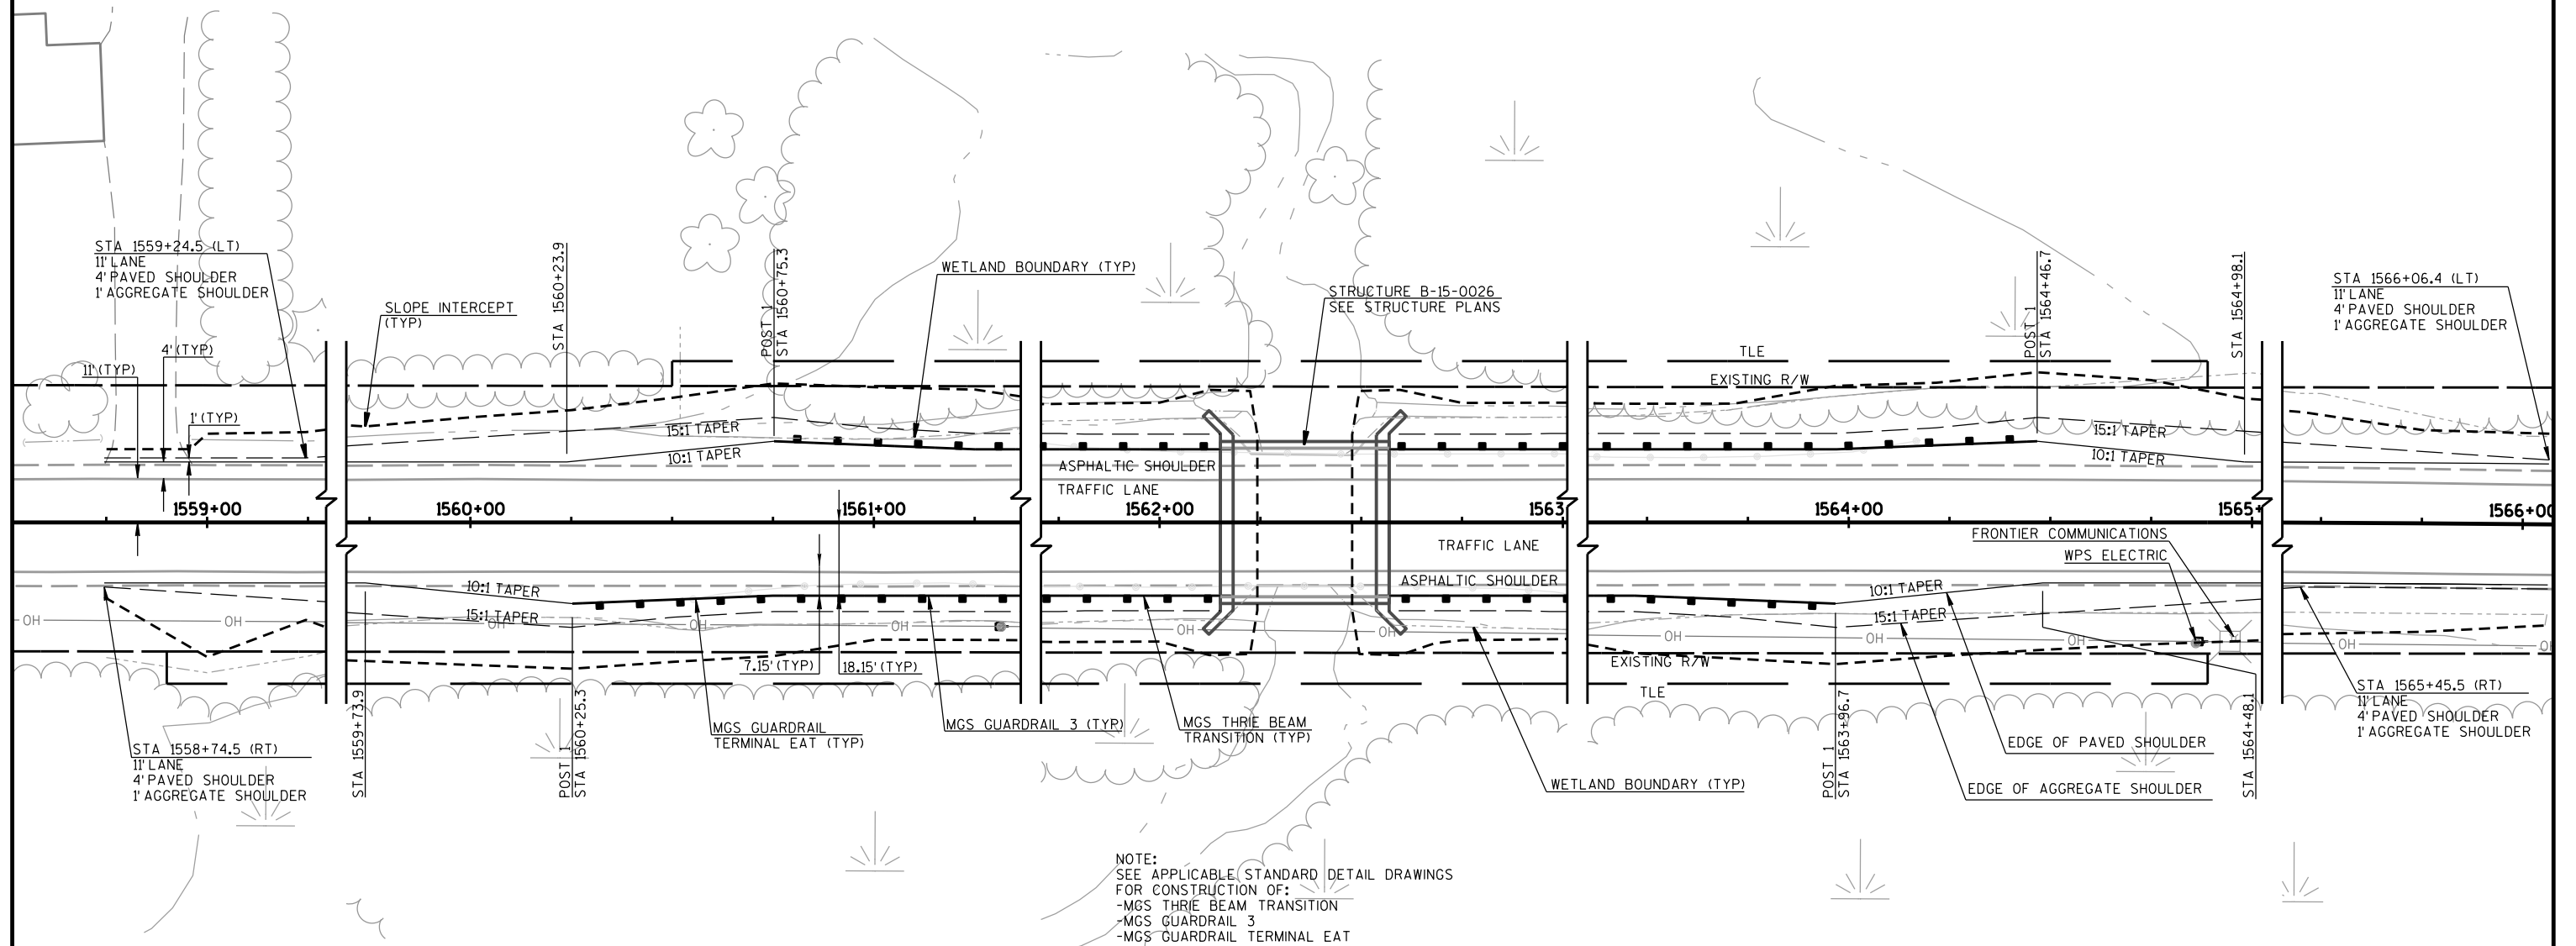 STA 1559+24.5 (LT)
11' LANE
4' PAVED SHOULDER
1' AGGREGATE SHOULDER
SLOPE INTERCEPT
(TYP)
4' (TYP)
11' (TYP)
1' (TYP)
STA 1560+23.9
POST 1
STA 1560+75.3
WETLAND BOUNDARY (TYP)
STRUCTURE B-15-0026
SEE STRUCTURE PLANS
TLE
EXISTING R/W
POST 1
STA 1564+46.7
STA 1564+98.1
STA 1566+06.4 (LT)
11' LANE
4' PAVED SHOULDER
1' AGGREGATE SHOULDER
15:1 TAPER
10:1 TAPER
15:1 TAPER
10:1 TAPER
ASPHALTIC SHOULDER
TRAFFIC LANE
1559+00
1560+00
1561+00
1562+00
1563
1564+00
1565+
1566+00
TRAFFIC LANE
ASPHALTIC SHOULDER
FRONTIER COMMUNICATIONS
WPS ELECTRIC
10:1 TAPER
15:1 TAPER
10:1 TAPER
15:1 TAPER
OH
OH
OH
OH
OH
OH
OH
OH
OH
OH
OH
OH
7.15' (TYP)
18.15' (TYP)
EXISTING R/W
TLE
STA 1558+74.5 (RT)
11' LANE
4' PAVED SHOULDER
1' AGGREGATE SHOULDER
STA 1559+73.9
POST 1
STA 1560+25.3
MGS GUARDRAIL
TERMINAL EAT (TYP)
MGS GUARDRAIL 3 (TYP)
MGS THRIE BEAM
TRANSITION (TYP)
WETLAND BOUNDARY (TYP)
POST 1
STA 1563+96.7
EDGE OF PAVED SHOULDER
EDGE OF AGGREGATE SHOULDER
STA 1564+48.1
STA 1565+45.5 (RT)
11' LANE
4' PAVED SHOULDER
1' AGGREGATE SHOULDER
NOTE:
SEE APPLICABLE STANDARD DETAIL DRAWINGS
FOR CONSTRUCTION OF:
-MGS THRIE BEAM TRANSITION
-MGS GUARDRAIL 3
-MGS GUARDRAIL TERMINAL EAT